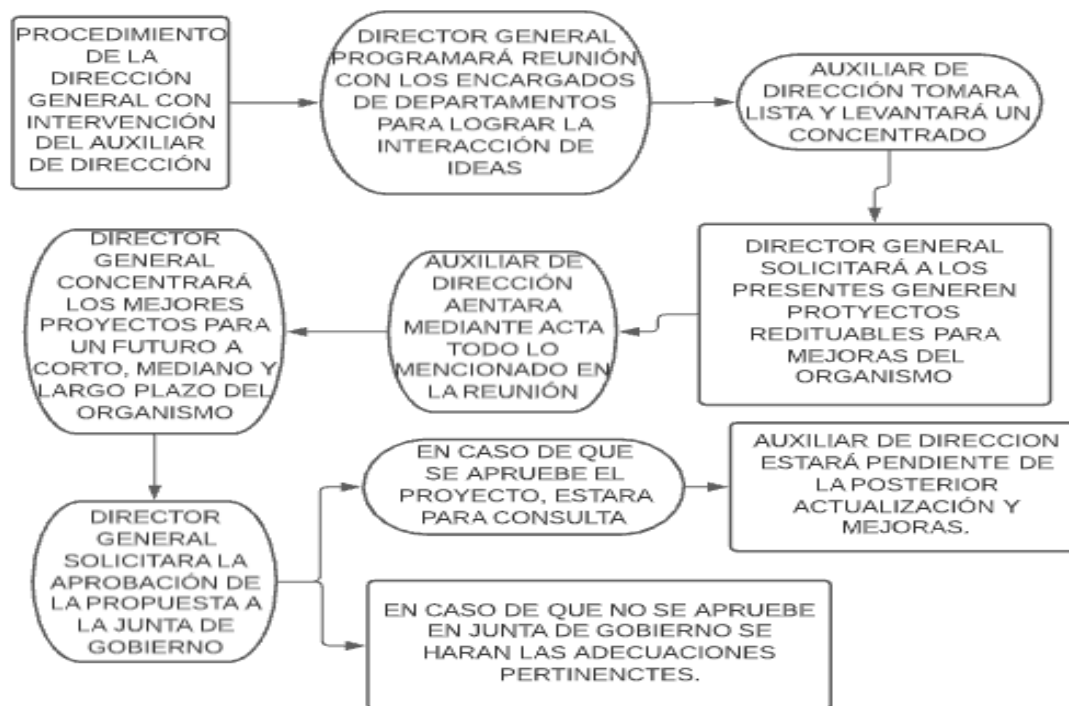 PROCEDIMIENTO
DE LA
DIRECCIÓN
GENERAL CON
INTERVENCIÓN
DEL AUXILIAR
DE DIRECCIÓN
DIRECTOR GENERAL
PROGRAMARÁ REUNIÓN
CON LOS ENCARGADOS
DE DEPARTAMENTOS
PARA LOGRAR LA
INTERACCIÓN DE
IDEAS
AUXILIAR DE
DIRECCIÓN TOMARA
LISTA Y LEVANTARÁ UN
CONCENTRADO
DIRECTOR GENERAL
SOLICITARÁ A LOS
PRESENTES GENEREN
PROTYECTOS
REDITUABLES PARA
MEJORAS DEL
ORGANISMO
AUXILIAR DE
DIRECCIÓN
AENTARA
MEDIANTE ACTA
TODO LO
MENCIONADO EN
LA REUNIÓN
DIRECTOR
GENERAL
CONCENTRARÁ
LOS MEJORES
PROYECTOS PARA
UN FUTURO A
CORTO, MEDIANO Y
LARGO PLAZO DEL
ORGANISMO
DIRECTOR
GENERAL
SOLICITARA LA
APROBACIÓN DE
LA PROPUESTA A
LA JUNTA DE
GOBIERNO
EN CASO DE QUE
SE APRUEBE EL
PROYECTO, ESTARA
PARA CONSULTA
AUXILIAR DE DIRECCION
ESTARÁ PENDIENTE DE
LA POSTERIOR
ACTUALIZACIÓN Y
MEJORAS.
EN CASO DE QUE NO SE APRUEBE
EN JUNTA DE GOBIERNO SE
HARAN LAS ADECUACIONES
PERTINENCTES.